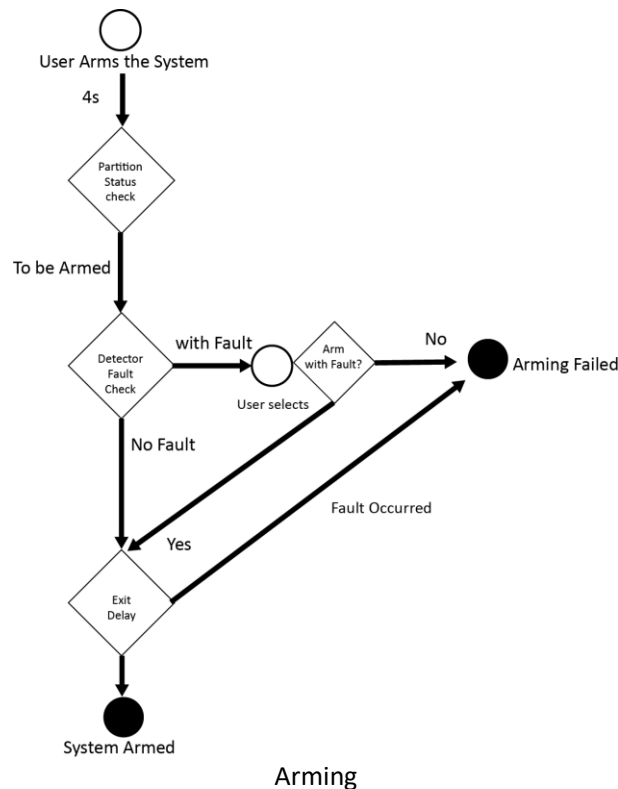 User Arms the System
4s
Partition
Status
check
To be Armed
Detector
Fault
Check
with Fault
User selects
Arm
with Fault?
No
Arming Failed
No Fault
Yes
Fault Occurred
Exit
Delay
System Armed
Arming